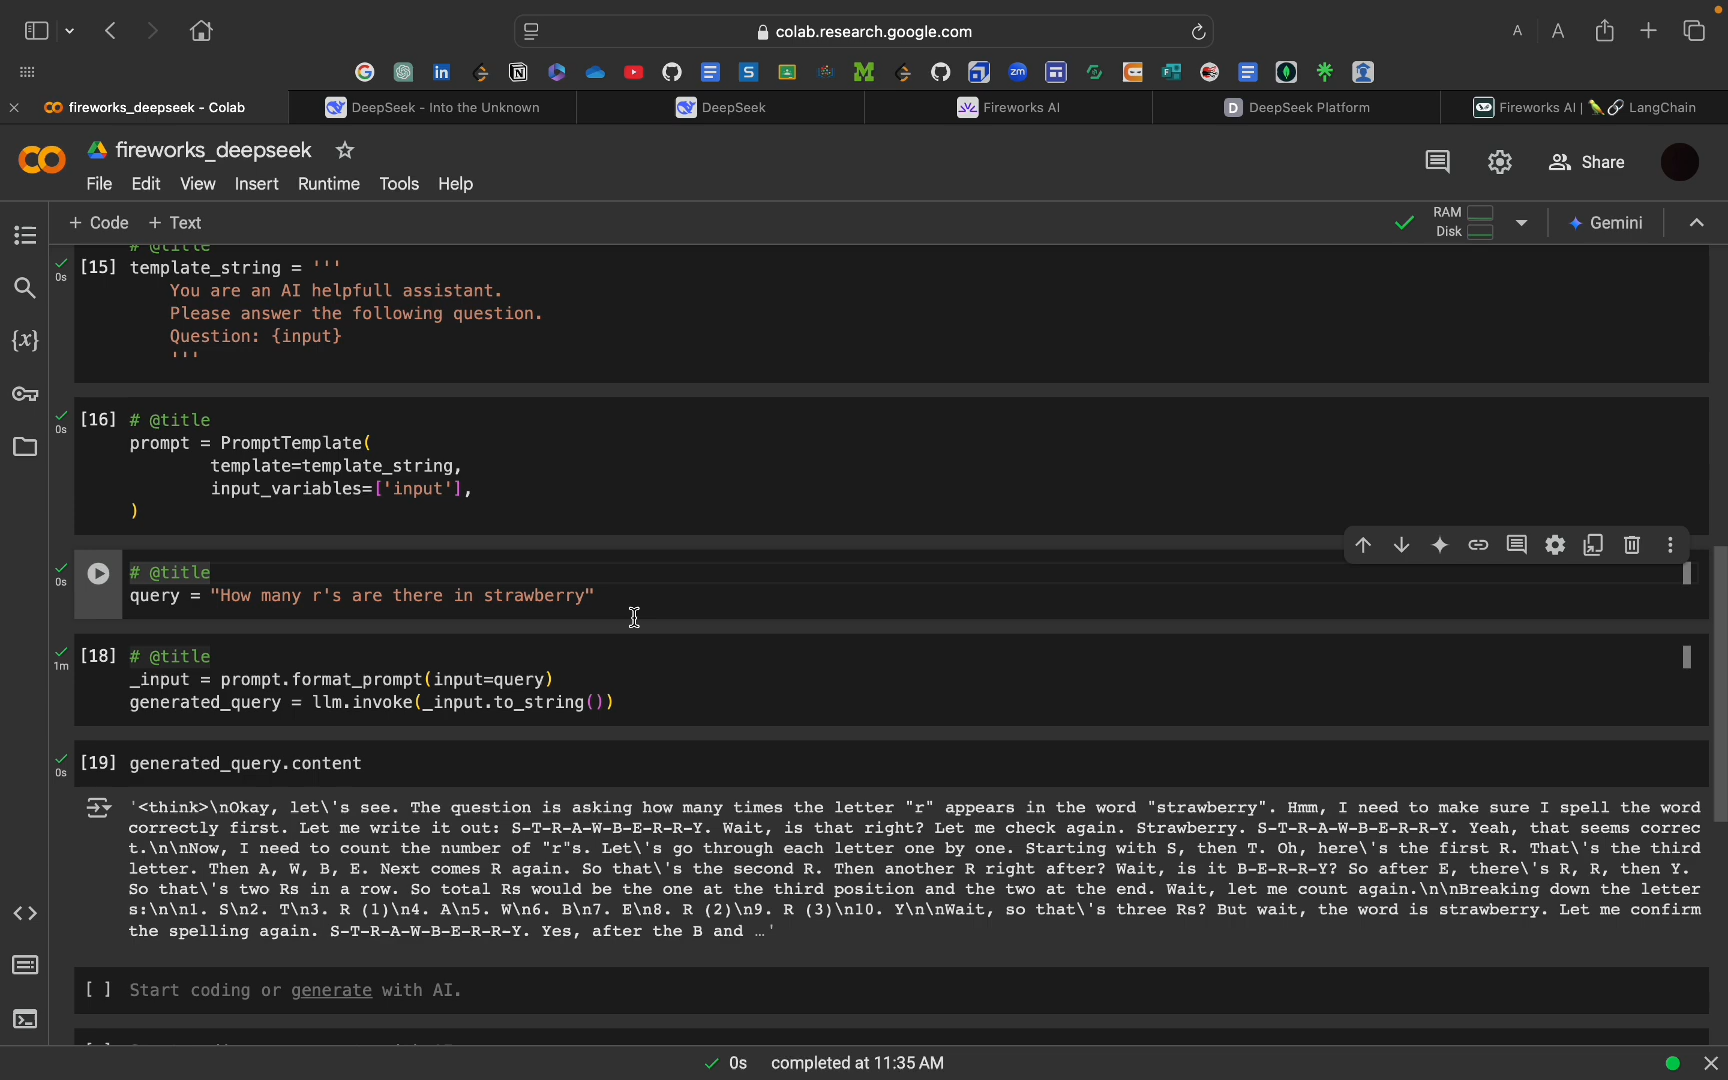 colab.research.google.com
A A
zm
fireworks_deepseek - Colab
DeepSeek - Into the Unknown
DeepSeek
Fireworks AI
D DeepSeek Platform
Fireworks AI | 🦜🔗 LangChain
fireworks_deepseek
Share
File Edit View Insert Runtime Tools Help
+ Code + Text
RAM
Disk
Gemini
# @title
0s
[15] template_string = '''
You are an AI helpfull assistant.
Please answer the following question.
Question: {input}
'''
0s
[16] # @title
prompt = PromptTemplate(
template=template_string,
input_variables=['input'],
)
0s
# @title
query = "How many r's are there in strawberry"
1m
[18] # @title
_input = prompt.format_prompt(input=query)
generated_query = llm.invoke(_input.to_string())
0s
[19] generated_query.content
'<think>\nOkay, let\'s see. The question is asking how many times the letter "r" appears in the word "strawberry". Hmm, I need to make sure I spell the word
correctly first. Let me write it out: S-T-R-A-W-B-E-R-R-Y. Wait, is that right? Let me check again. Strawberry. S-T-R-A-W-B-E-R-R-Y. Yeah, that seems correc
t.\n\nNow, I need to count the number of "r"s. Let\'s go through each letter one by one. Starting with S, then T. Oh, here\'s the first R. That\'s the third
letter. Then A, W, B, E. Next comes R again. So that\'s the second R. Then another R right after? Wait, is it B-E-R-R-Y? So after E, there\'s R, R, then Y.
So that\'s two Rs in a row. So total Rs would be the one at the third position and the two at the end. Wait, let me count again.\n\nBreaking down the letter
s:\n\n1. S\n2. T\n3. R (1)\n4. A\n5. W\n6. B\n7. E\n8. R (2)\n9. R (3)\n10. Y\n\nWait, so that\'s three Rs? But wait, the word is strawberry. Let me confirm
the spelling again. S-T-R-A-W-B-E-R-R-Y. Yes, after the B and …'
[ ] Start coding or generate with AI.
0s completed at 11:35 AM